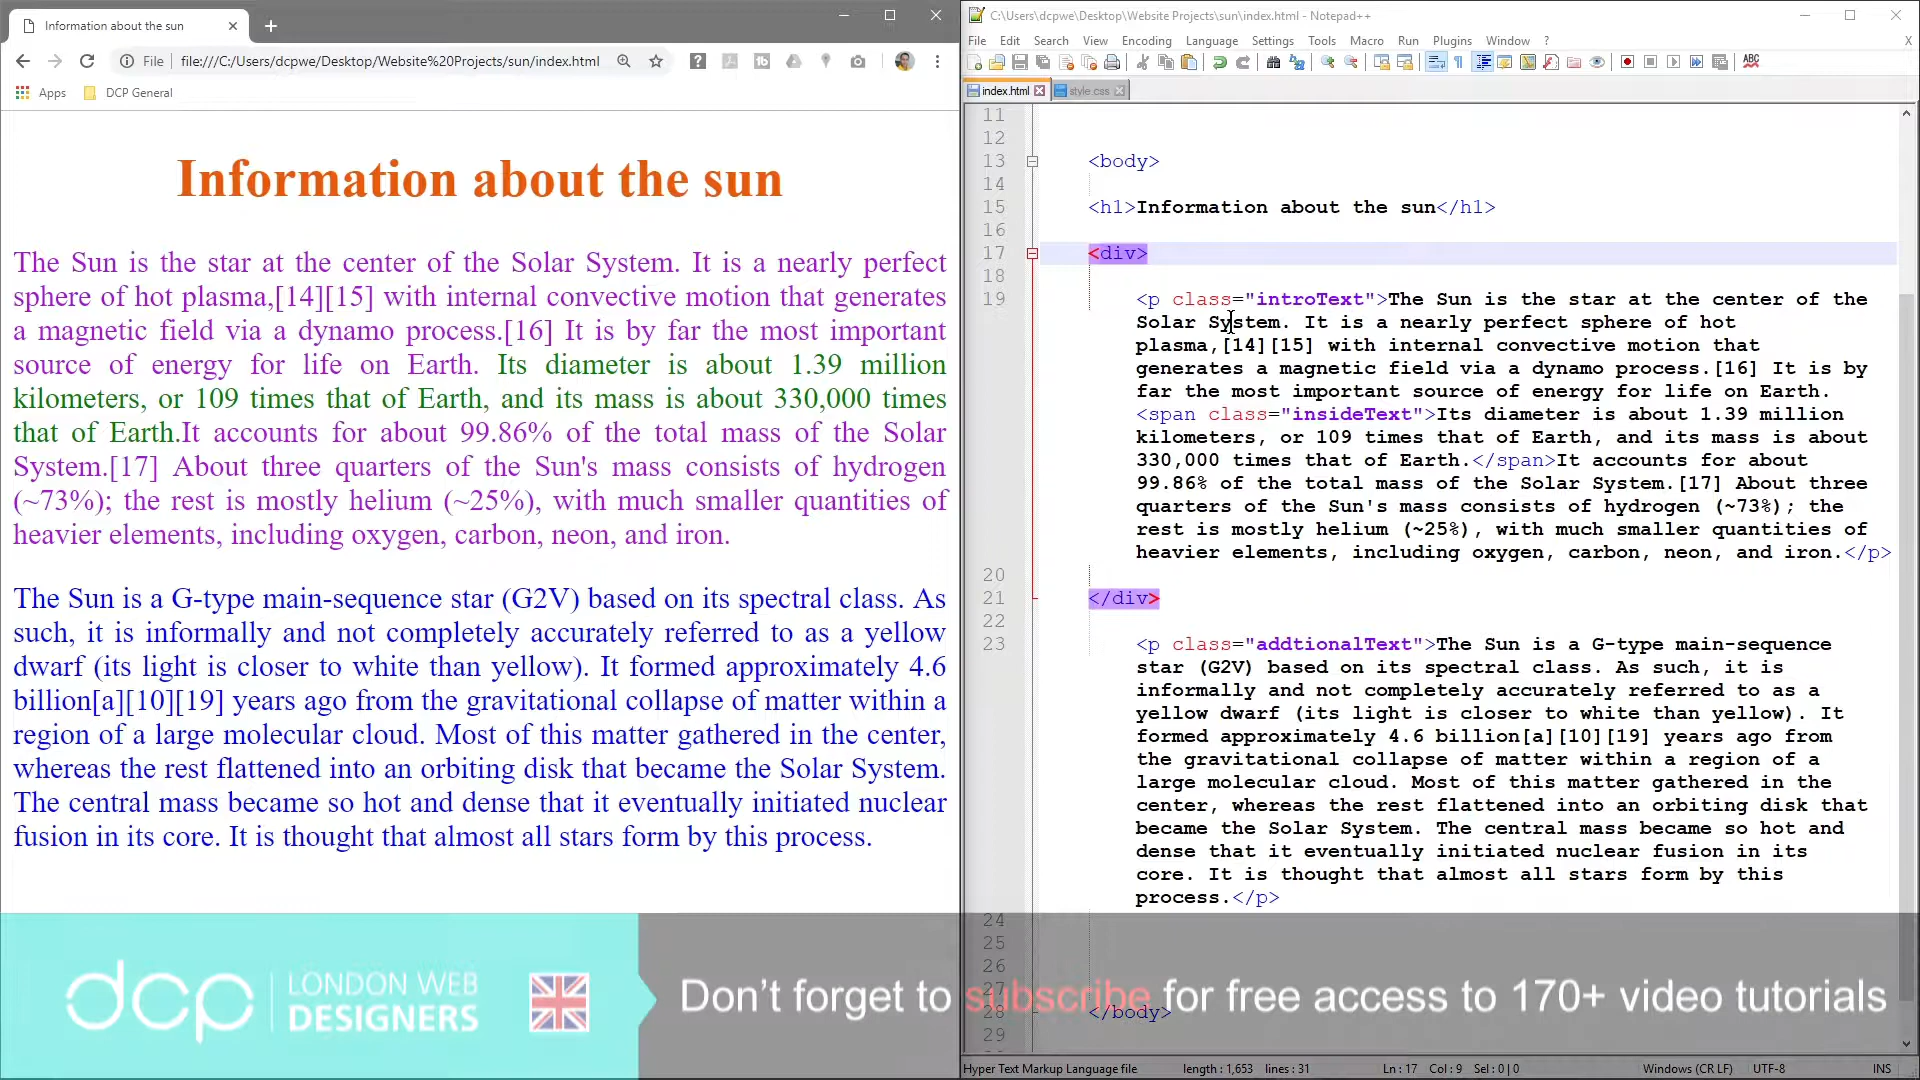 Information about the sun
File file:///C:/Users/dcpwe/Desktop/Website%20Projects/sun/index.html
Apps DCP General
Information about the sun
The Sun is the star at the center of the Solar System. It is a nearly perfect
sphere of hot plasma,[14][15] with internal convective motion that generates
a magnetic field via a dynamo process.[16] It is by far the most important
source of energy for life on Earth. Its diameter is about 1.39 million
kilometers, or 109 times that of Earth, and its mass is about 330,000 times
that of Earth.It accounts for about 99.86% of the total mass of the Solar
System.[17] About three quarters of the Sun's mass consists of hydrogen
(~73%); the rest is mostly helium (~25%), with much smaller quantities of
heavier elements, including oxygen, carbon, neon, and iron.
The Sun is a G-type main-sequence star (G2V) based on its spectral class. As
such, it is informally and not completely accurately referred to as a yellow
dwarf (its light is closer to white than yellow). It formed approximately 4.6
billion[a][10][19] years ago from the gravitational collapse of matter within a
region of a large molecular cloud. Most of this matter gathered in the center,
whereas the rest flattened into an orbiting disk that became the Solar System.
The central mass became so hot and dense that it eventually initiated nuclear
fusion in its core. It is thought that almost all stars form by this process.
C:\Users\dcpwe\Desktop\Website Projects\sun\index.html - Notepad++
File Edit Search View Encoding Language Settings Tools Macro Run Plugins Window ? X
ABC
index.html style.css
11
12
13 <body>
14
15 <h1>Information about the sun</h1>
16
17 <div>
18
19 <p class="introText">The Sun is the star at the center of the
Solar System. It is a nearly perfect sphere of hot
plasma,[14][15] with internal convective motion that
generates a magnetic field via a dynamo process.[16] It is by
far the most important source of energy for life on Earth.
<span class="insideText">Its diameter is about 1.39 million
kilometers, or 109 times that of Earth, and its mass is about
330,000 times that of Earth.</span>It accounts for about
99.86% of the total mass of the Solar System.[17] About three
quarters of the Sun's mass consists of hydrogen (~73%); the
rest is mostly helium (~25%), with much smaller quantities of
heavier elements, including oxygen, carbon, neon, and iron.</p>
20
21 </div>
22
23 <p class="addtionalText">The Sun is a G-type main-sequence
star (G2V) based on its spectral class. As such, it is
informally and not completely accurately referred to as a
yellow dwarf (its light is closer to white than yellow). It
formed approximately 4.6 billion[a][10][19] years ago from
the gravitational collapse of matter within a region of a
large molecular cloud. Most of this matter gathered in the
center, whereas the rest flattened into an orbiting disk that
became the Solar System. The central mass became so hot and
dense that it eventually initiated nuclear fusion in its
core. It is thought that almost all stars form by this
process.</p>
24
25
26
27
28 </body>
29
dcp LONDON WEB
DESIGNERS
Don't forget to subscribe for free access to 170+ video tutorials
Hyper Text Markup Language file length : 1,653 lines : 31 Ln : 17 Col : 9 Sel : 0 | 0 Windows (CR LF) UTF-8 INS